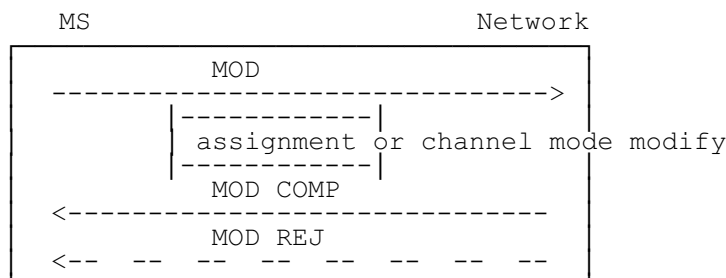 MS Network
MOD
assignment or channel mode modify
MOD COMP
MOD REJ